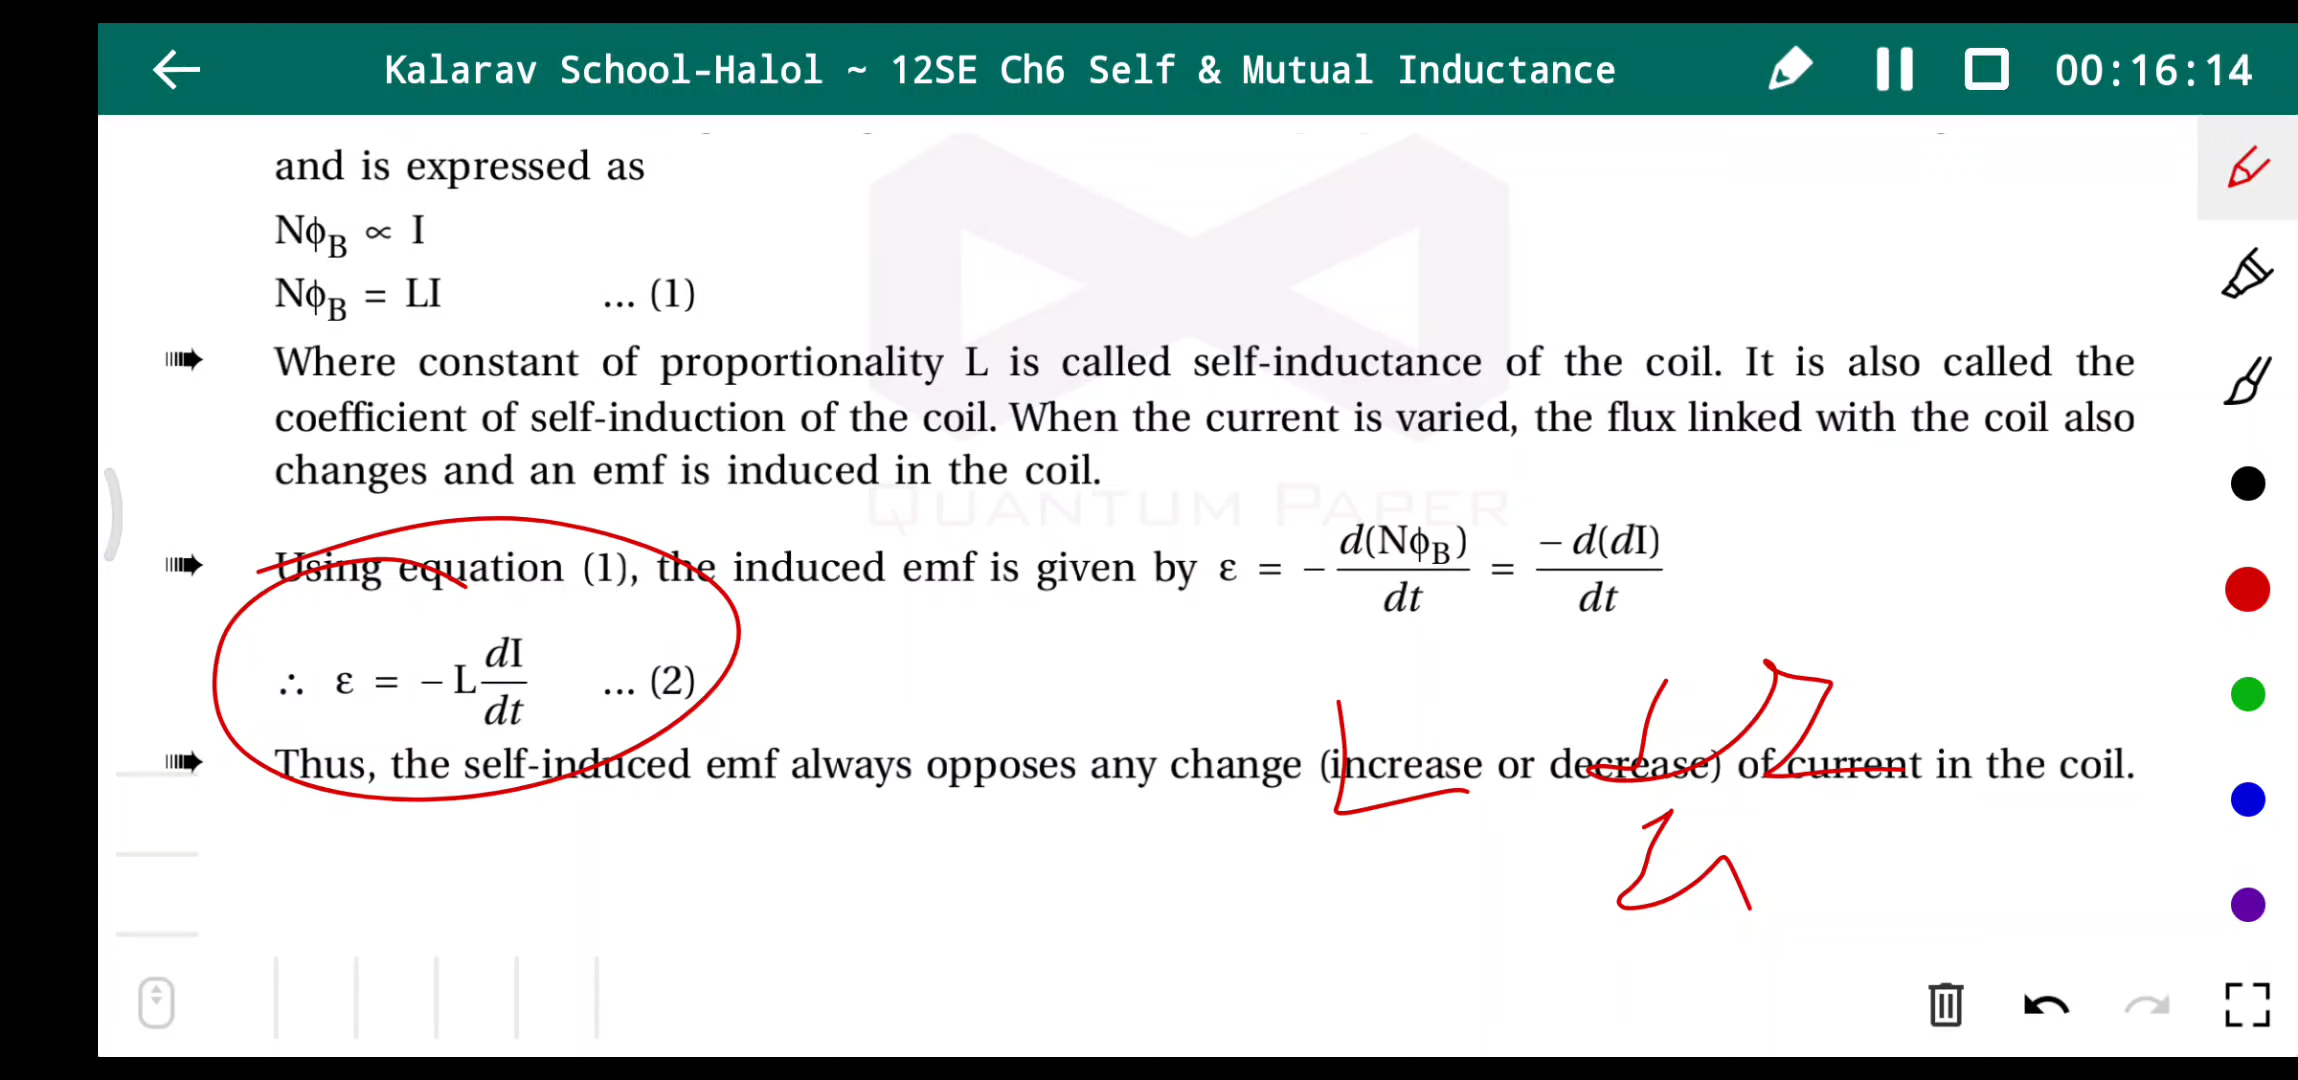 Kalarav School-Halol ~ 12SE Ch6 Self & Mutual Inductance 00:16:14
and is expressed as
Nϕ_B ∝ I
Nϕ_B = LI ... (1)
Where constant of proportionality L is called self-inductance of the coil. It is also called the
coefficient of self-induction of the coil. When the current is varied, the flux linked with the coil also
changes and an emf is induced in the coil.
QUANTUM PAPER
Using equation (1), the induced emf is given by ε = - d(Nϕ_B)/dt = - d(dI)/dt
∴ ε = - L dI/dt ... (2)
Thus, the self-induced emf always opposes any change (increase or decrease) of current in the coil.
L